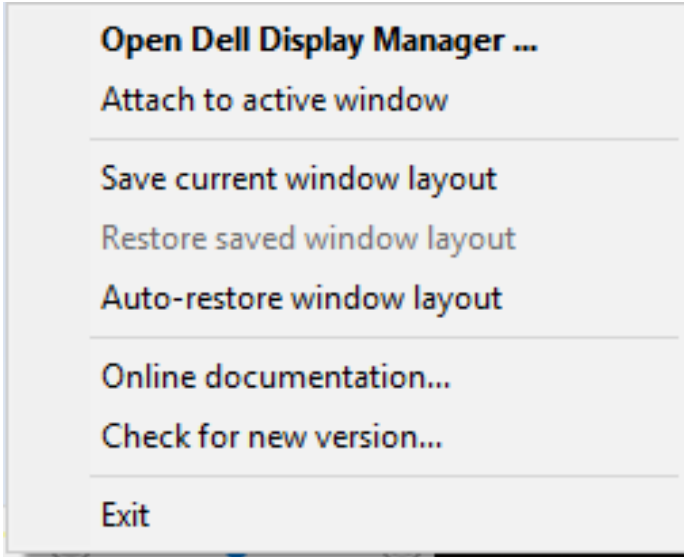 Open Dell Display Manager ...
Attach to active window
Save current window layout
Restore saved window layout
Auto-restore window layout
Online documentation...
Check for new version...
Exit